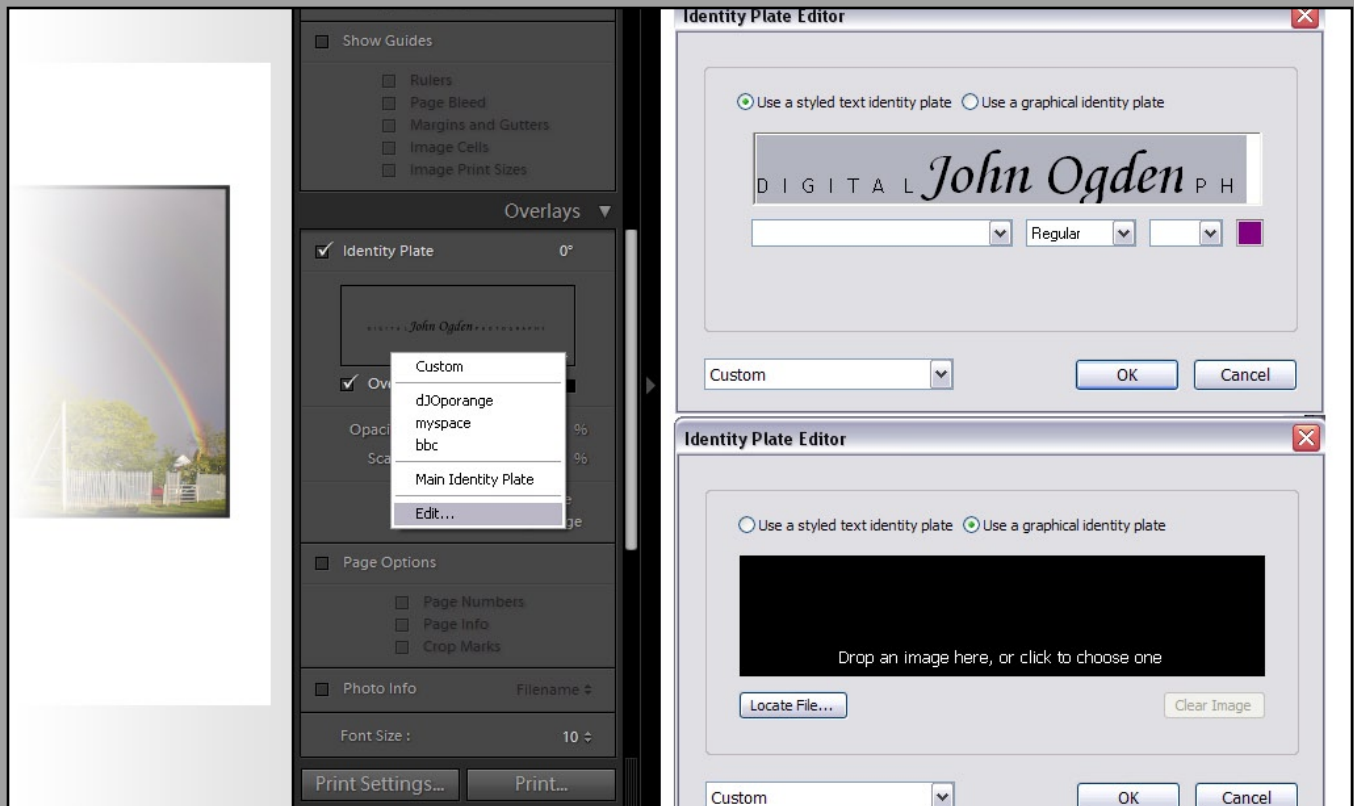 Show Guides
Rulers
Page Bleed
Margins and Gutters
Image Cells
Image Print Sizes
Overlays
Identity Plate 0°
John Ogden
Custom
dJOporange
myspace
bbc
Main Identity Plate
Edit...
Opaci %
Sca %
Page Options
Page Numbers
Page Info
Crop Marks
Photo Info Filename
Font Size : 10
Print Settings... Print...
Identity Plate Editor
Use a styled text identity plate Use a graphical identity plate
DIGITAL John Ogden PH
Regular
Custom OK Cancel
Identity Plate Editor
Use a styled text identity plate Use a graphical identity plate
Drop an image here, or click to choose one
Locate File... Clear Image
Custom OK Cancel